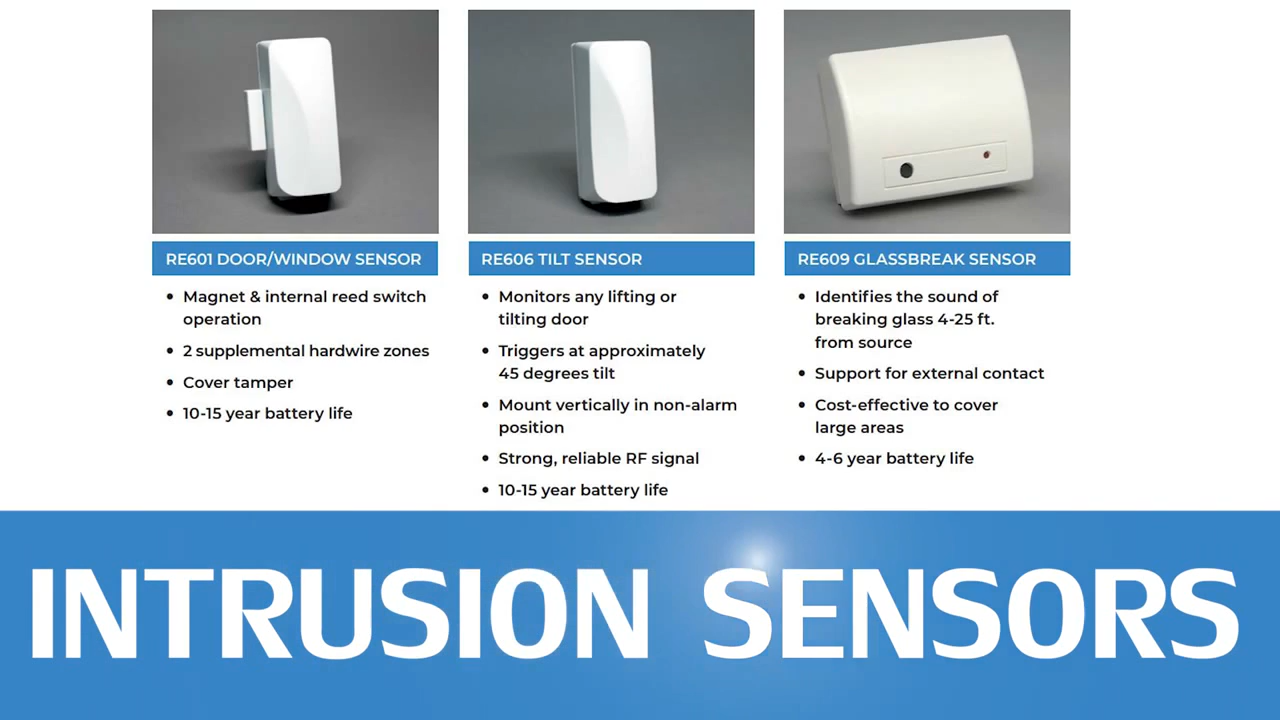 RE601 DOOR/WINDOW SENSOR
• Magnet & internal reed switch
operation
• 2 supplemental hardwire zones
• Cover tamper
• 10-15 year battery life
RE606 TILT SENSOR
• Monitors any lifting or
tilting door
• Triggers at approximately
45 degrees tilt
• Mount vertically in non-alarm
position
• Strong, reliable RF signal
• 10-15 year battery life
RE609 GLASSBREAK SENSOR
• Identifies the sound of
breaking glass 4-25 ft.
from source
• Support for external contact
• Cost-effective to cover
large areas
• 4-6 year battery life
INTRUSION SENSORS